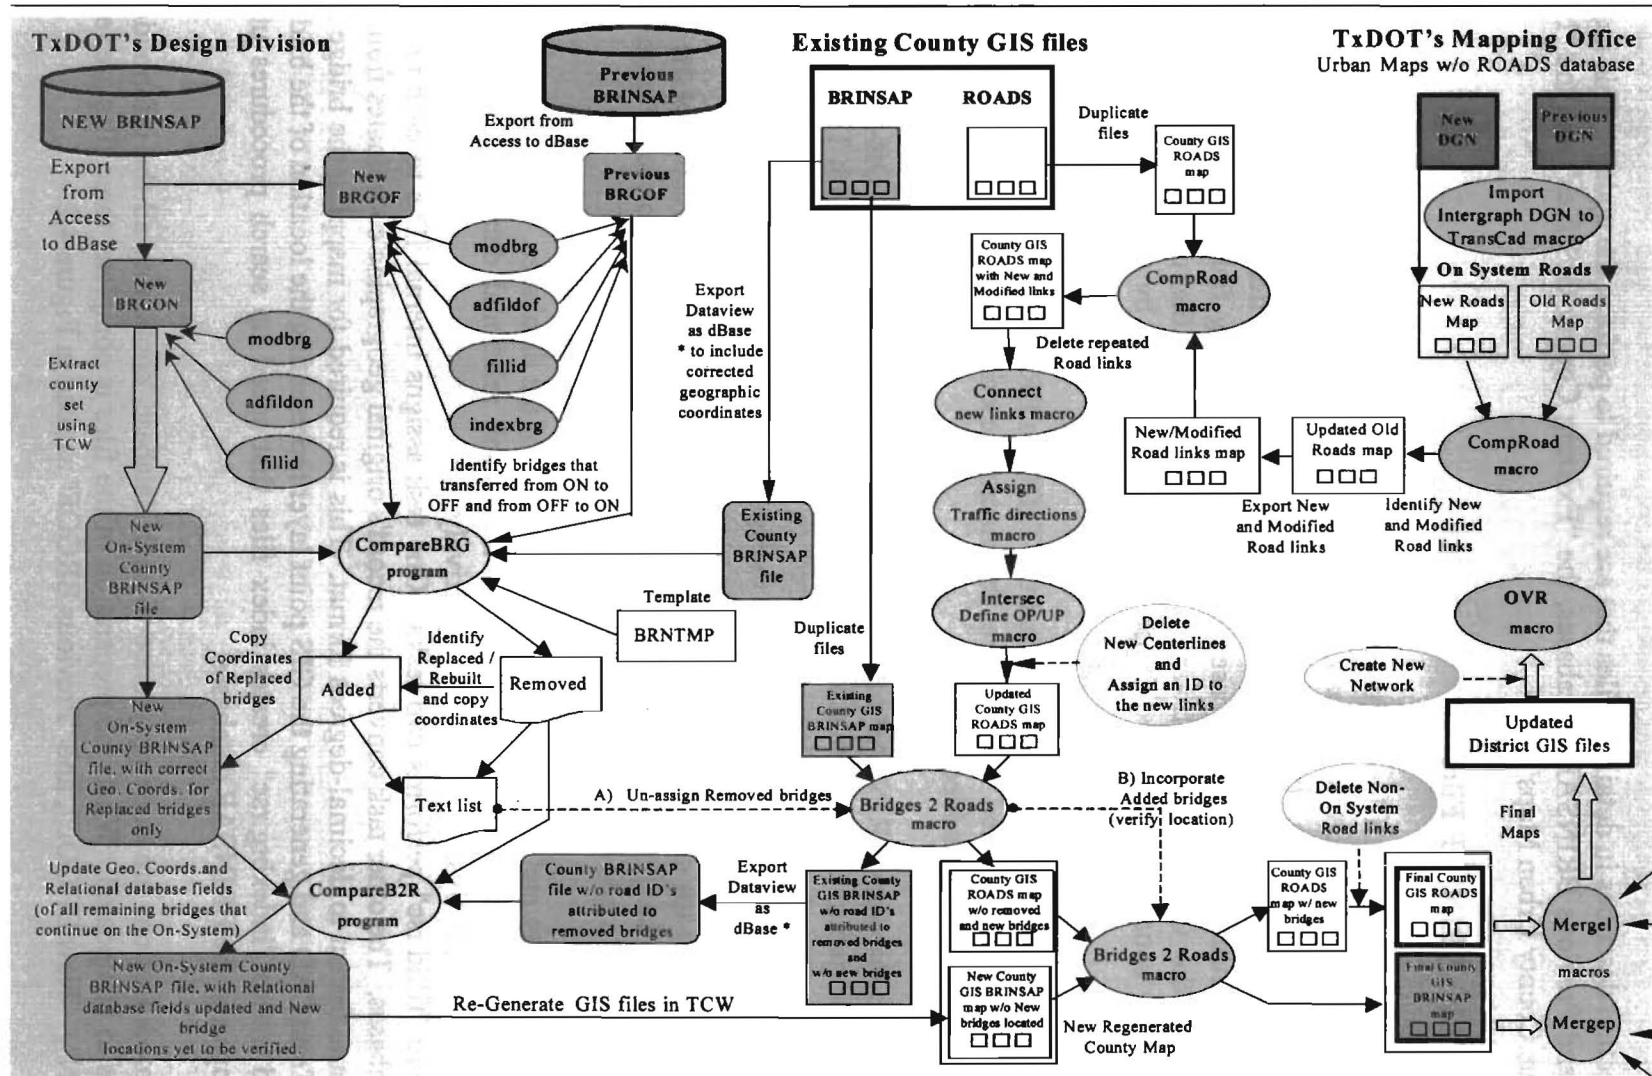 TxDOT's Design Division
NEW BRINSAP
Export
from
Access
to dBase
New
BRGON
Extract
county
set
using
TCW
modbrg
adfildon
fillid
New
On-System
County
BRINSAP
file
New
On-System
County BRINSAP
file, with correct
Geo. Coords. for
Replaced bridges
only
Update Geo. Coords.and
Relational database fields
(of all remaining bridges that
continue on the On-System)
New On-System County
BRINSAP file, with Relational
database fields updated and New
bridge
locations yet to be verified.
Previous
BRINSAP
Export from
Access to dBase
New
BRGOF
Previous
BRGOF
modbrg
adfildof
fillid
indexbrg
Identify bridges that
transferred from ON to
OFF and from OFF to ON
CompareBRG
program
Template
BRNTMP
Copy
Coordinates
of Replaced
bridges
Identify
Replaced /
Rebuilt
and copy
coordinates
Added
Removed
Text list
A) Un-assign Removed bridges
CompareB2R
program
County BRINSAP
file w/o road ID's
attributed to
removed bridges
Export
Dataview
as
dBase *
Re-Generate GIS files in TCW
Existing County GIS files
BRINSAP
ROADS
Export
Dataview
as dBase
* to include
corrected
geographic
coordinates
Existing
County
BRINSAP
file
Duplicate
files
Existing
County GIS
BRINSAP map
Duplicate
files
County GIS
ROADS
map
County GIS
ROADS map
with New and
Modified links
CompRoad
macro
Delete repeated
Road links
Connect
new links macro
Assign
Traffic directions
macro
Intersec
Define OP/UP
macro
Delete
New Centerlines
and
Assign an ID to
the new links
Updated
County GIS
ROADS map
Bridges 2 Roads
macro
B) Incorporate
Added bridges
(verify location)
Existing County
GIS BRINSAP
w/o road ID's
attributed to
removed bridges
and
w/o new bridges
County GIS
ROADS map
w/o removed
and new bridges
New County
GIS BRINSAP
map w/o New
bridges located
New Regenerated
County Map
Bridges 2 Roads
macro
TxDOT's Mapping Office
Urban Maps w/o ROADS database
New
DGN
Previous
DGN
Import
Intergraph DGN to
TransCad macro
On System Roads
New Roads
Map
Old Roads
Map
CompRoad
macro
Updated Old
Roads map
New/Modified
Road links map
Export New
and Modified
Road links
Identify New
and Modified
Road links
OVR
macro
Create New
Network
Updated
District GIS files
Delete Non-
On System
Road links
Final
Maps
County GIS
ROADS
map w/ new
bridges
Final County
GIS ROADS
map
Final County
GIS
BRINSAP
map
Mergel
macros
Mergep